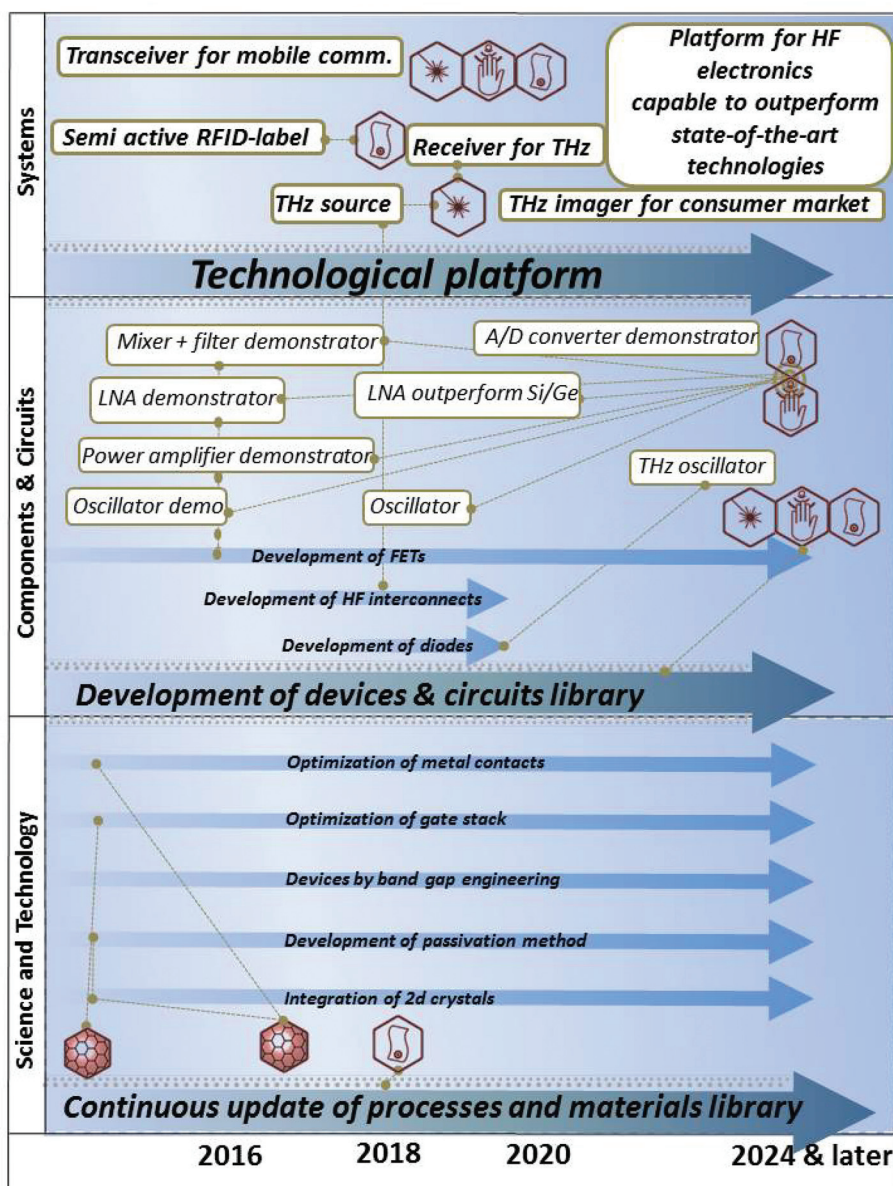 Systems
Transceiver for mobile comm.
Platform for HF
electronics
capable to outperform
state-of-the-art
technologies
Semi active RFID-label
Receiver for THz
THz source
THz imager for consumer market
Technological platform
Components & Circuits
Mixer + filter demonstrator
A/D converter demonstrator
LNA demonstrator
LNA outperform Si/Ge
Power amplifier demonstrator
THz oscillator
Oscillator demo
Oscillator
Development of FETs
Development of HF interconnects
Development of diodes
Development of devices & circuits library
Science and Technology
Optimization of metal contacts
Optimization of gate stack
Devices by band gap engineering
Development of passivation method
Integration of 2d crystals
Continuous update of processes and materials library
2016 2018 2020 2024 & later